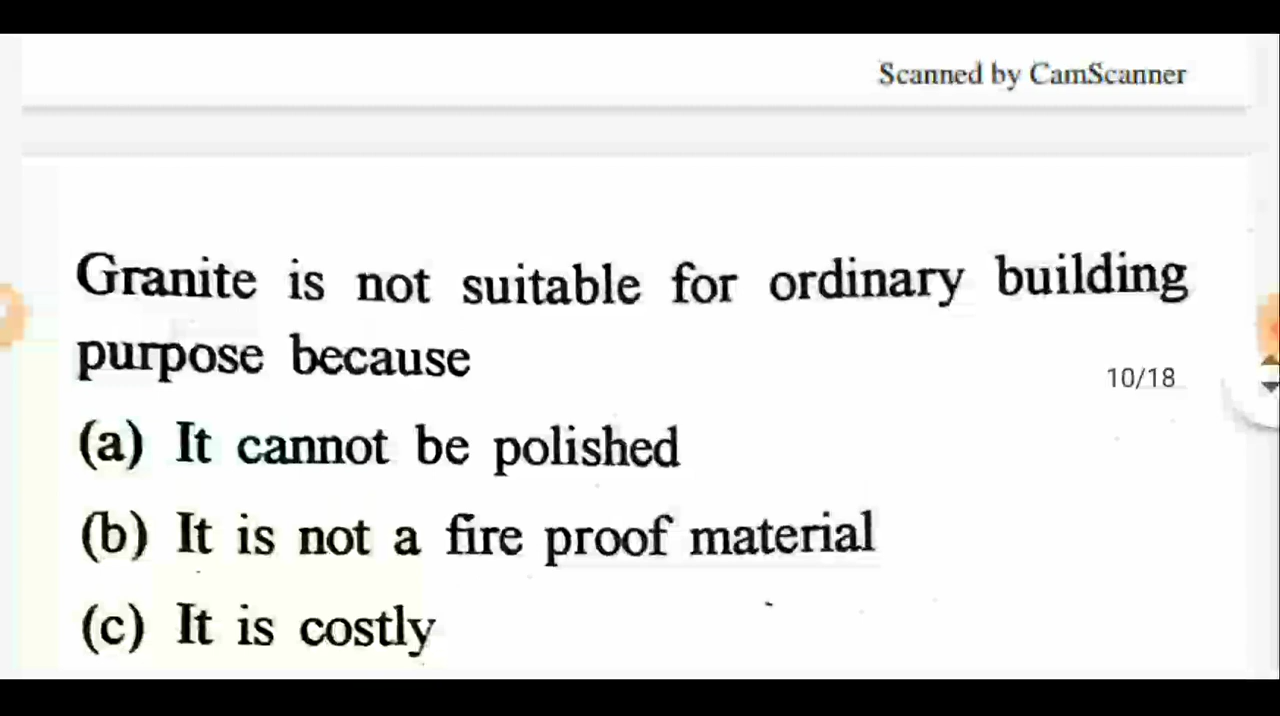 Scanned by CamScanner
Granite is not suitable for ordinary building
purpose because
10/18
(a) It cannot be polished
(b) It is not a fire proof material
(c) It is costly